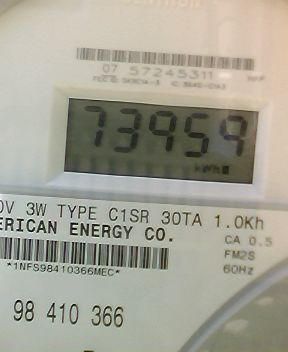 07 57245311
73959
kWh
0V 3W TYPE C1SR 30TA 1.0Kh
ERICAN ENERGY CO.
CA 0.5
FM2S
*1NFS98410366MEC*
60Hz
98 410 366